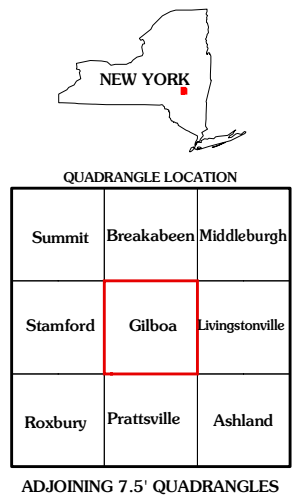 NEW YORK
QUADRANGLE LOCATION
Summit Breakabeen Middleburgh
Stamford Gilboa Livingstonville
Roxbury Prattsville Ashland
ADJOINING 7.5' QUADRANGLES